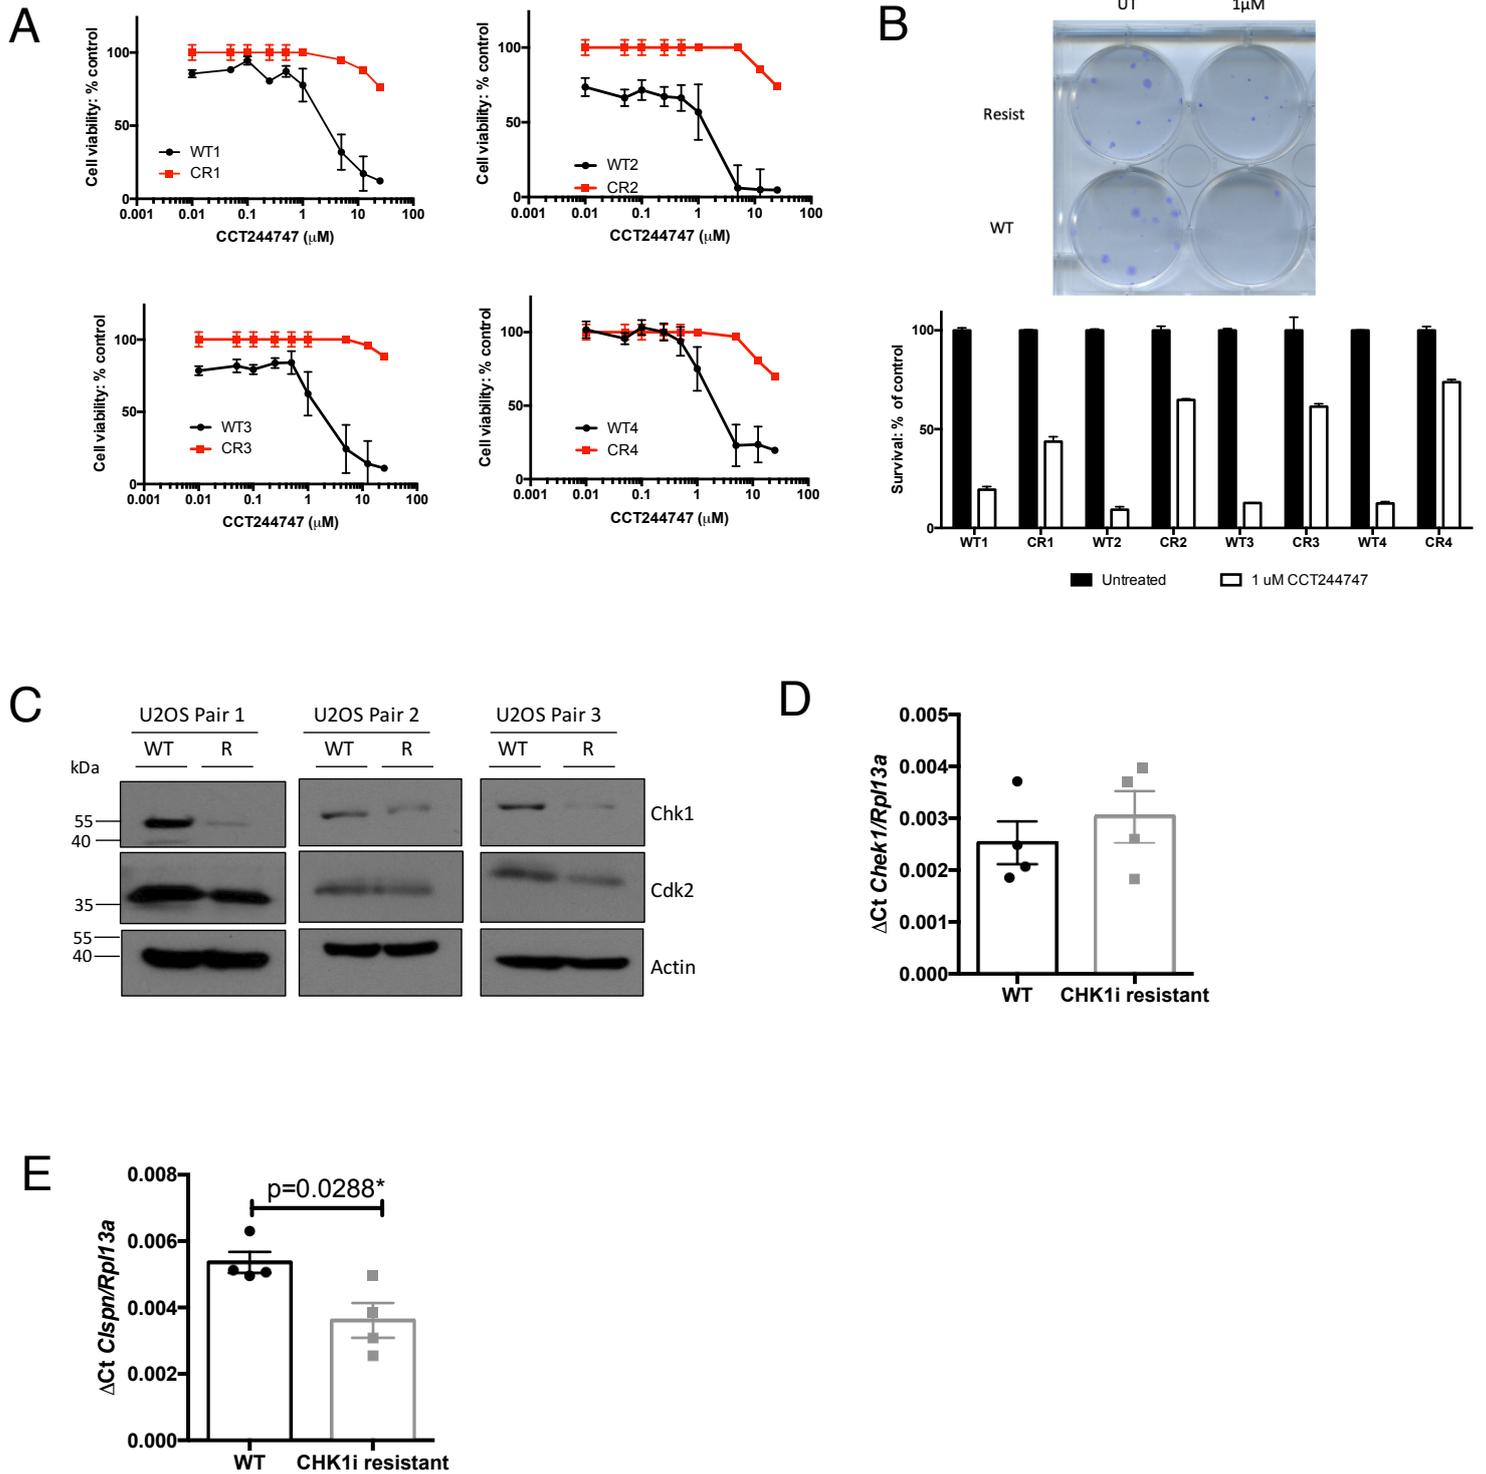 A
Cell viability: % control
100
50
0
0.001 0.01 0.1 1 10 100
CCT244747 (μM)
WT1
CR1
Cell viability: % control
100
50
0
0.001 0.01 0.1 1 10 100
CCT244747 (μM)
WT2
CR2
Cell viability: % control
100
50
0
0.001 0.01 0.1 1 10 100
CCT244747 (μM)
WT3
CR3
Cell viability: % control
100
50
0
0.001 0.01 0.1 1 10 100
CCT244747 (μM)
WT4
CR4
B
UT 1μM
Resist
WT
Survival: % of control
100
50
0
WT1 CR1 WT2 CR2 WT3 CR3 WT4 CR4
Untreated 1 uM CCT244747
C
U2OS Pair 1 U2OS Pair 2 U2OS Pair 3
WT R WT R WT R
kDa
55
40
Chk1
35
Cdk2
55
40
Actin
D
ΔCt Chek1/Rpl13a
0.005
0.004
0.003
0.002
0.001
0.000
WT CHK1i resistant
E
ΔCt Clspn/Rpl13a
0.008
0.006
0.004
0.002
0.000
p=0.0288*
WT CHK1i resistant